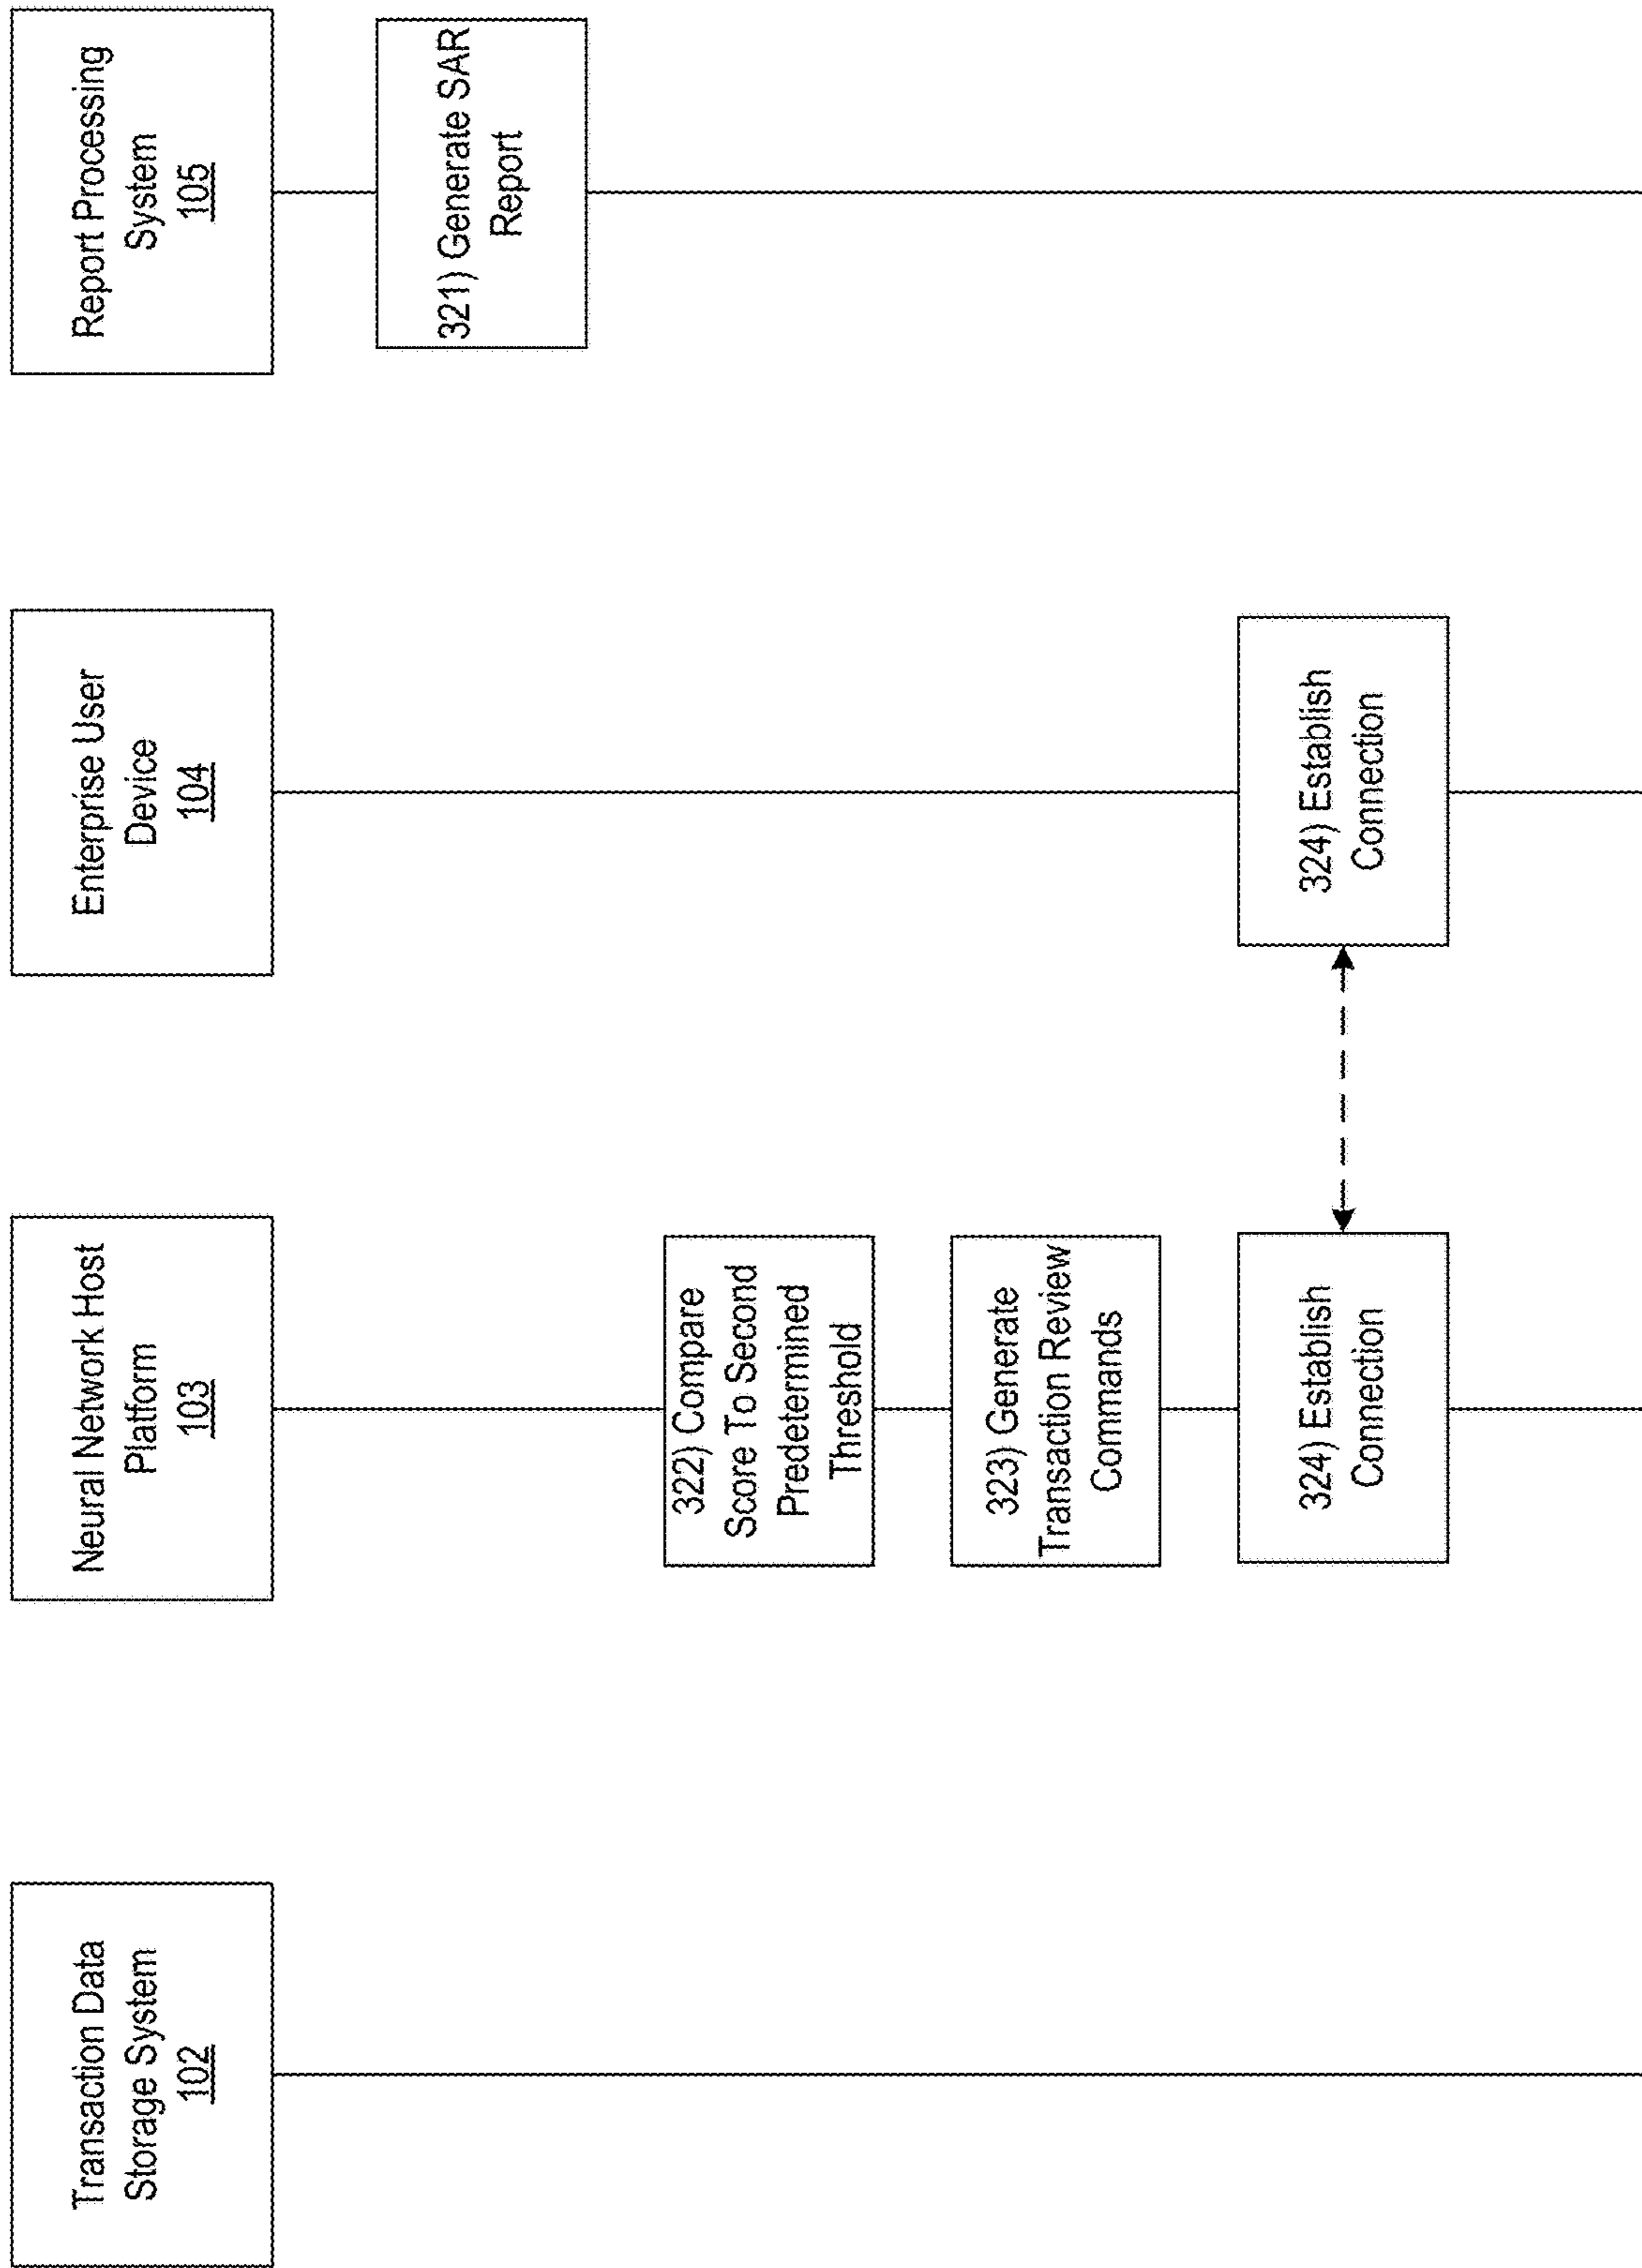 Transaction Data
Storage System
102
Neural Network Host
Platform
103
Enterprise User
Device
104
Report Processing
System
105
321) Generate SAR
Report
322) Compare
Score To Second
Predetermined
Threshold
323) Generate
Transaction Review
Commands
324) Establish
Connection
324) Establish
Connection